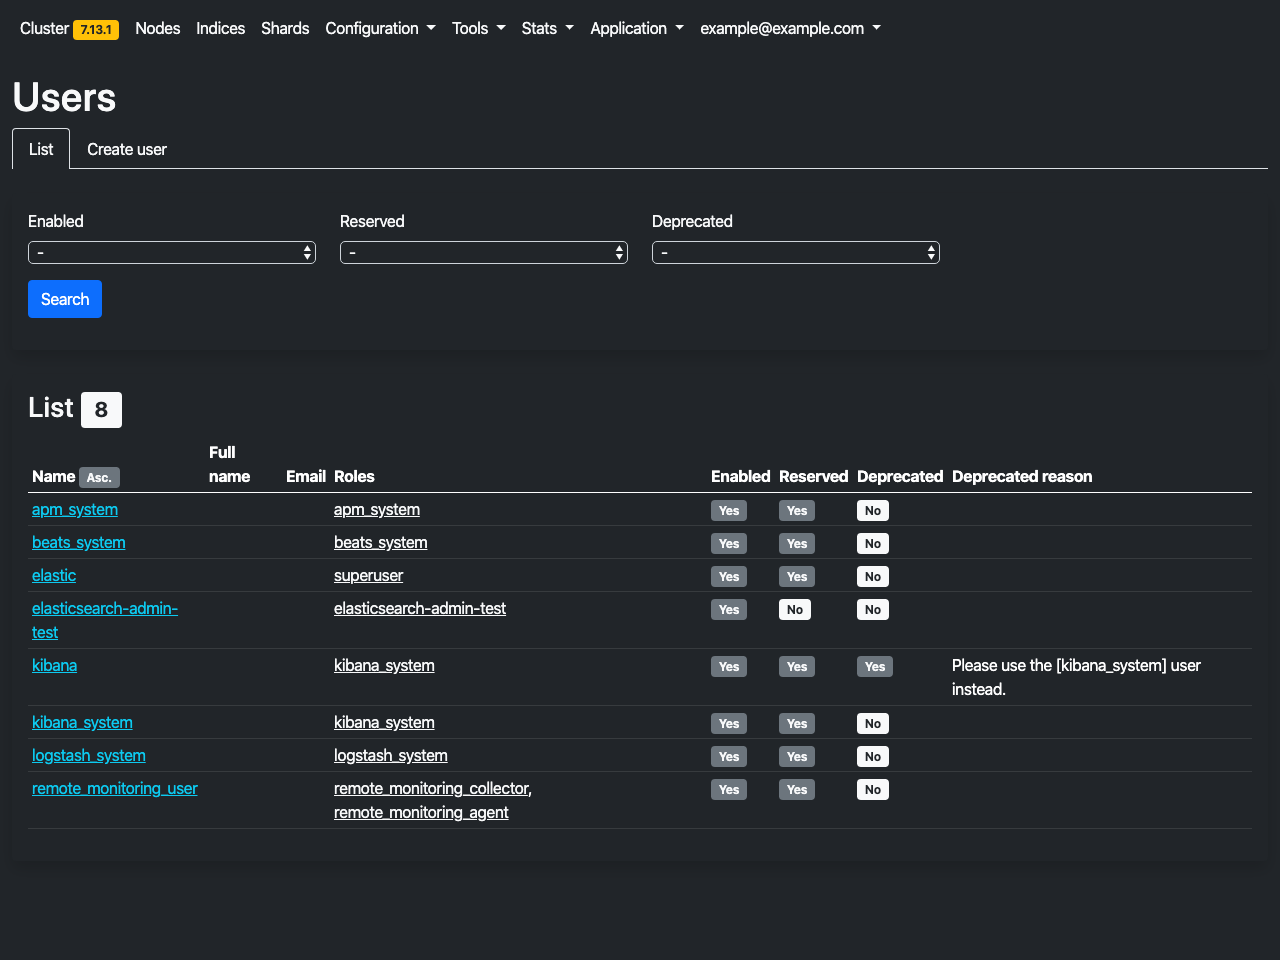 Cluster 7.13.1 Nodes Indices Shards Configuration Tools Stats Application example@example.com
Users
List Create user
Enabled Reserved Deprecated
- - -
Search
List 8
Name Asc. Full name Email Roles Enabled Reserved Deprecated Deprecated reason
apm_system apm_system Yes Yes No
beats_system beats_system Yes Yes No
elastic superuser Yes Yes No
elasticsearch-admin- elasticsearch-admin-test Yes No No
test
kibana kibana_system Yes Yes Yes Please use the [kibana_system] user
instead.
kibana_system kibana_system Yes Yes No
logstash_system logstash_system Yes Yes No
remote_monitoring_user remote_monitoring_collector, Yes Yes No
remote_monitoring_agent